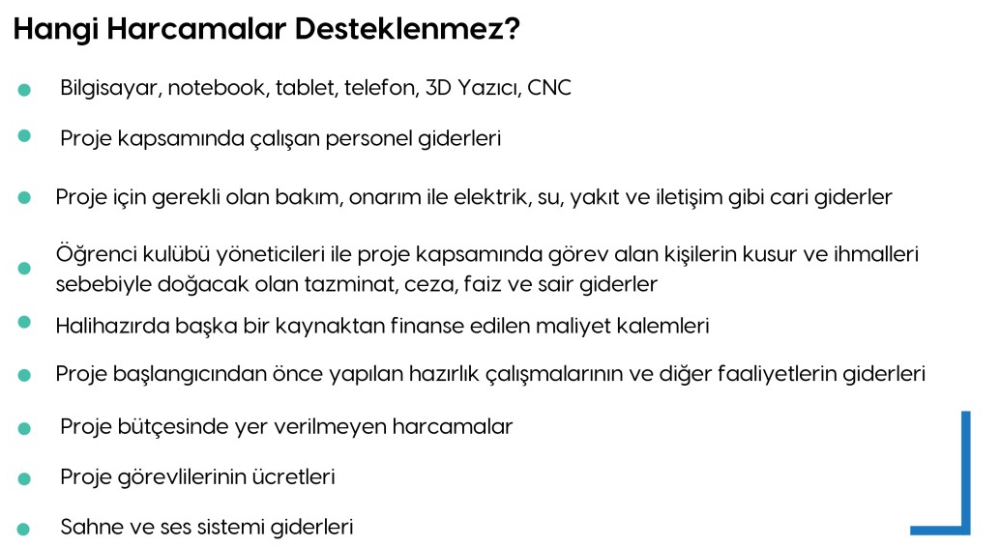 Hangi Harcamalar Desteklenmez?
Bilgisayar, notebook, tablet, telefon, 3D Yazıcı, CNC
Proje kapsamında çalışan personel giderleri
Proje için gerekli olan bakım, onarım ile elektrik, su, yakıt ve iletişim gibi cari giderler
Öğrenci kulübü yöneticileri ile proje kapsamında görev alan kişilerin kusur ve ihmalleri
sebebiyle doğacak olan tazminat, ceza, faiz ve sair giderler
Halihazırda başka bir kaynaktan finanse edilen maliyet kalemleri
Proje başlangıcından önce yapılan hazırlık çalışmalarının ve diğer faaliyetlerin giderleri
Proje bütçesinde yer verilmeyen harcamalar
Proje görevlilerinin ücretleri
Sahne ve ses sistemi giderleri